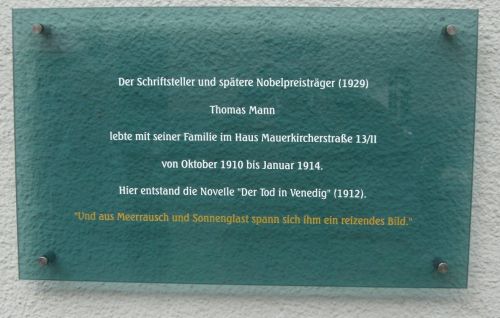 Der Schriftsteller und spätere Nobelpreisträger (1929)
Thomas Mann
lebte mit seiner Familie im Haus Mauerkircherstraße 13/II
von Oktober 1910 bis Januar 1914.
Hier entstand die Novelle "Der Tod in Venedig" (1912).
"Und aus Meerrausch und Sonnenglast spann sich ihm ein reizendes Bild."